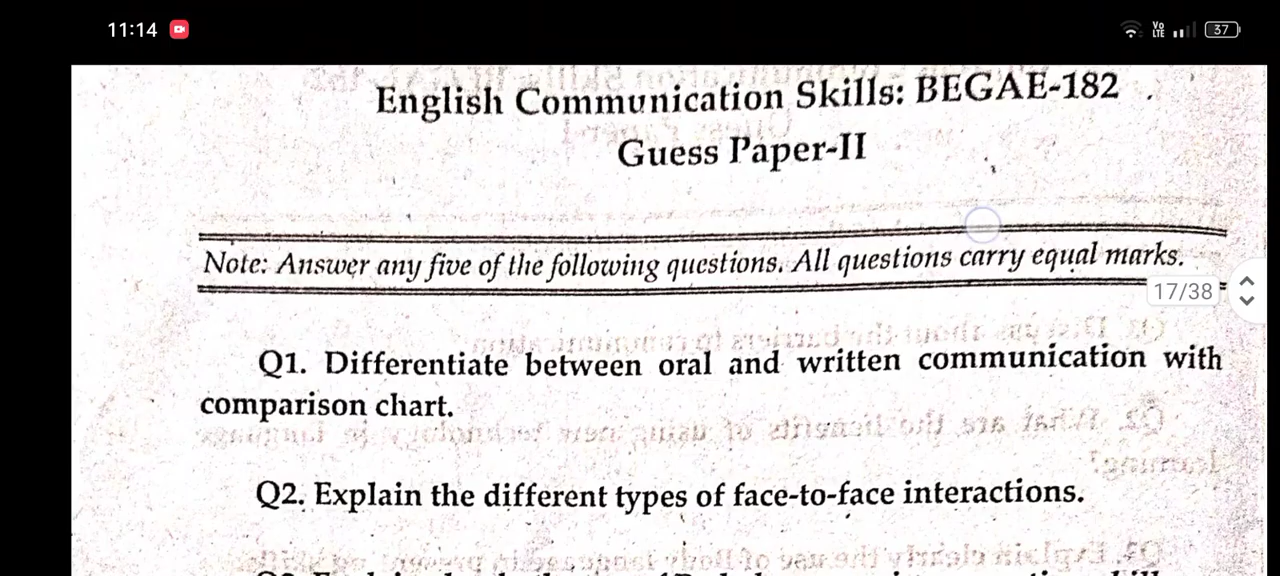 11:14
Vo
LTE
37
English Communication Skills: BEGAE-182
Guess Paper-II
Note: Answer any five of the following questions. All questions carry equal marks.
17/38
Q1. Differentiate between oral and written communication with
comparison chart.
Q2. Explain the different types of face-to-face interactions.